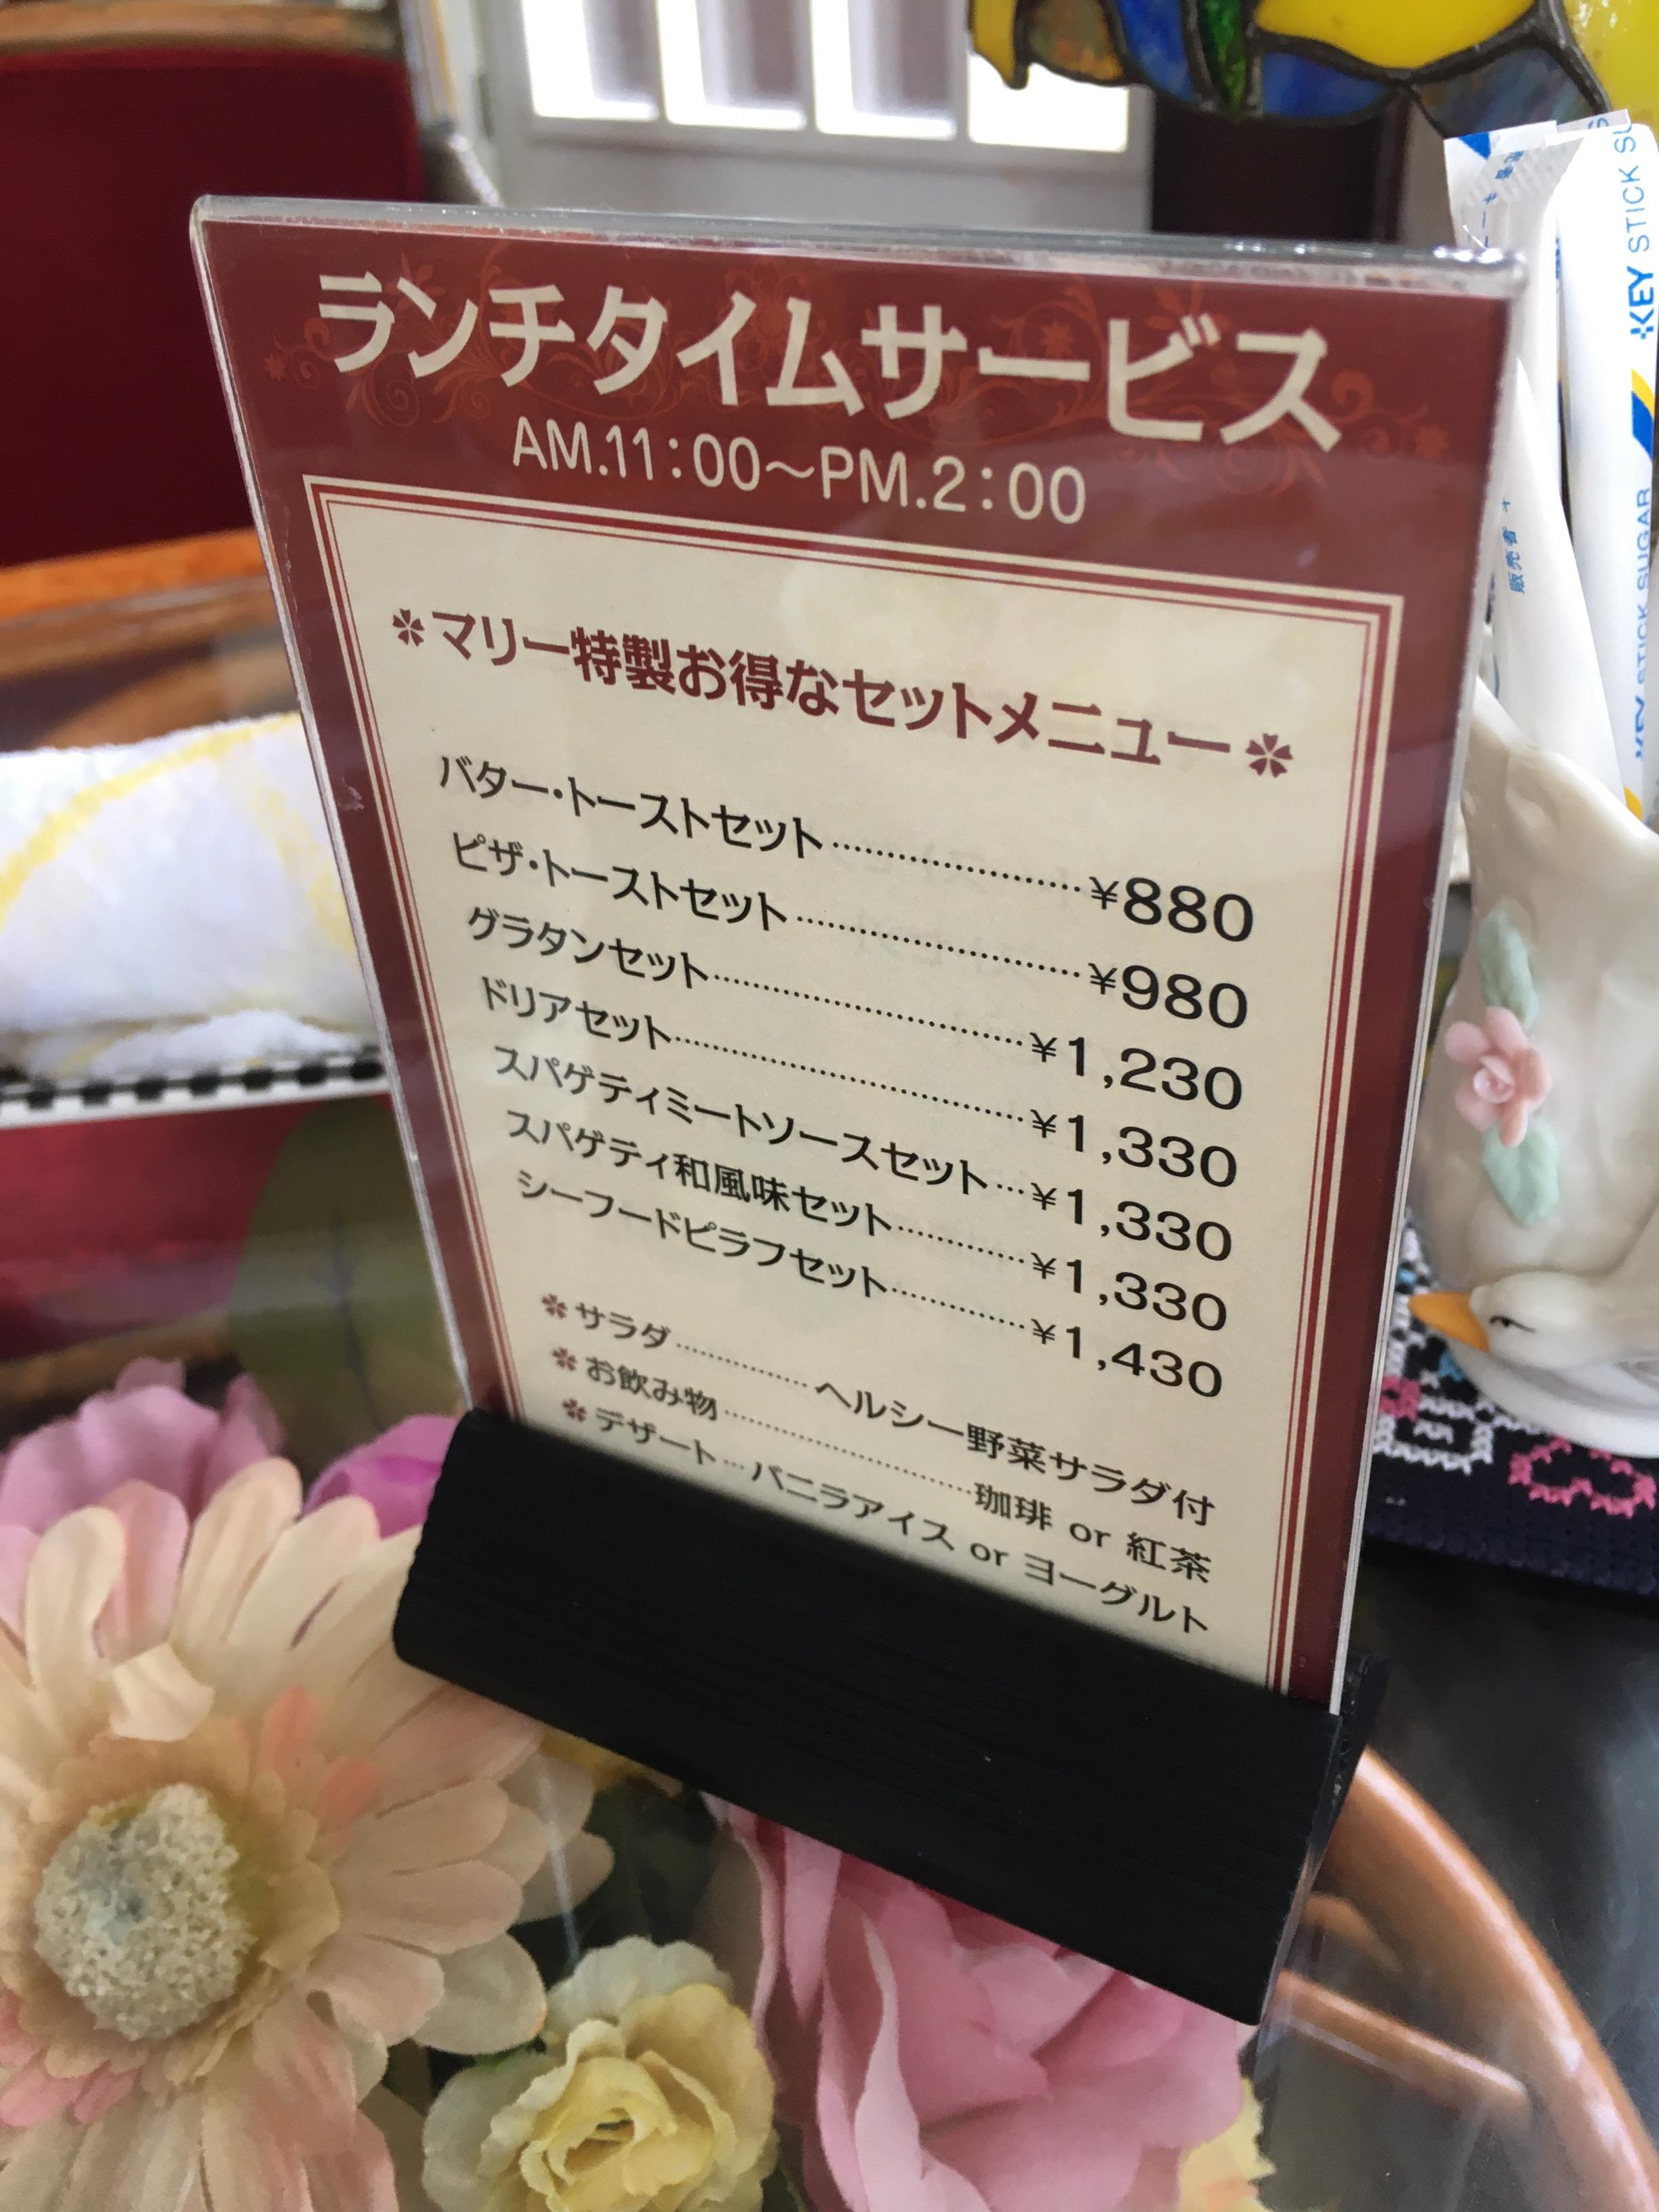 ランチタイムサービス
AM.11:00〜PM.2:00
マリー特製お得なセットメニュー
バター・トーストセット……………………¥880
ピザ・トーストセット………………………¥980
グラタンセット…………………………¥1,230
ドリアセット……………………………¥1,330
スパゲティミートソースセット…¥1,330
スパゲティ和風味セット…………¥1,330
シーフードピラフセット…………¥1,430
サラダ…………ヘルシー野菜サラダ付
お飲み物……………………珈琲 or 紅茶
デザート…バニラアイス or ヨーグルト
KEY STICK SU
KEY STICK SUGAR
販売者 キ